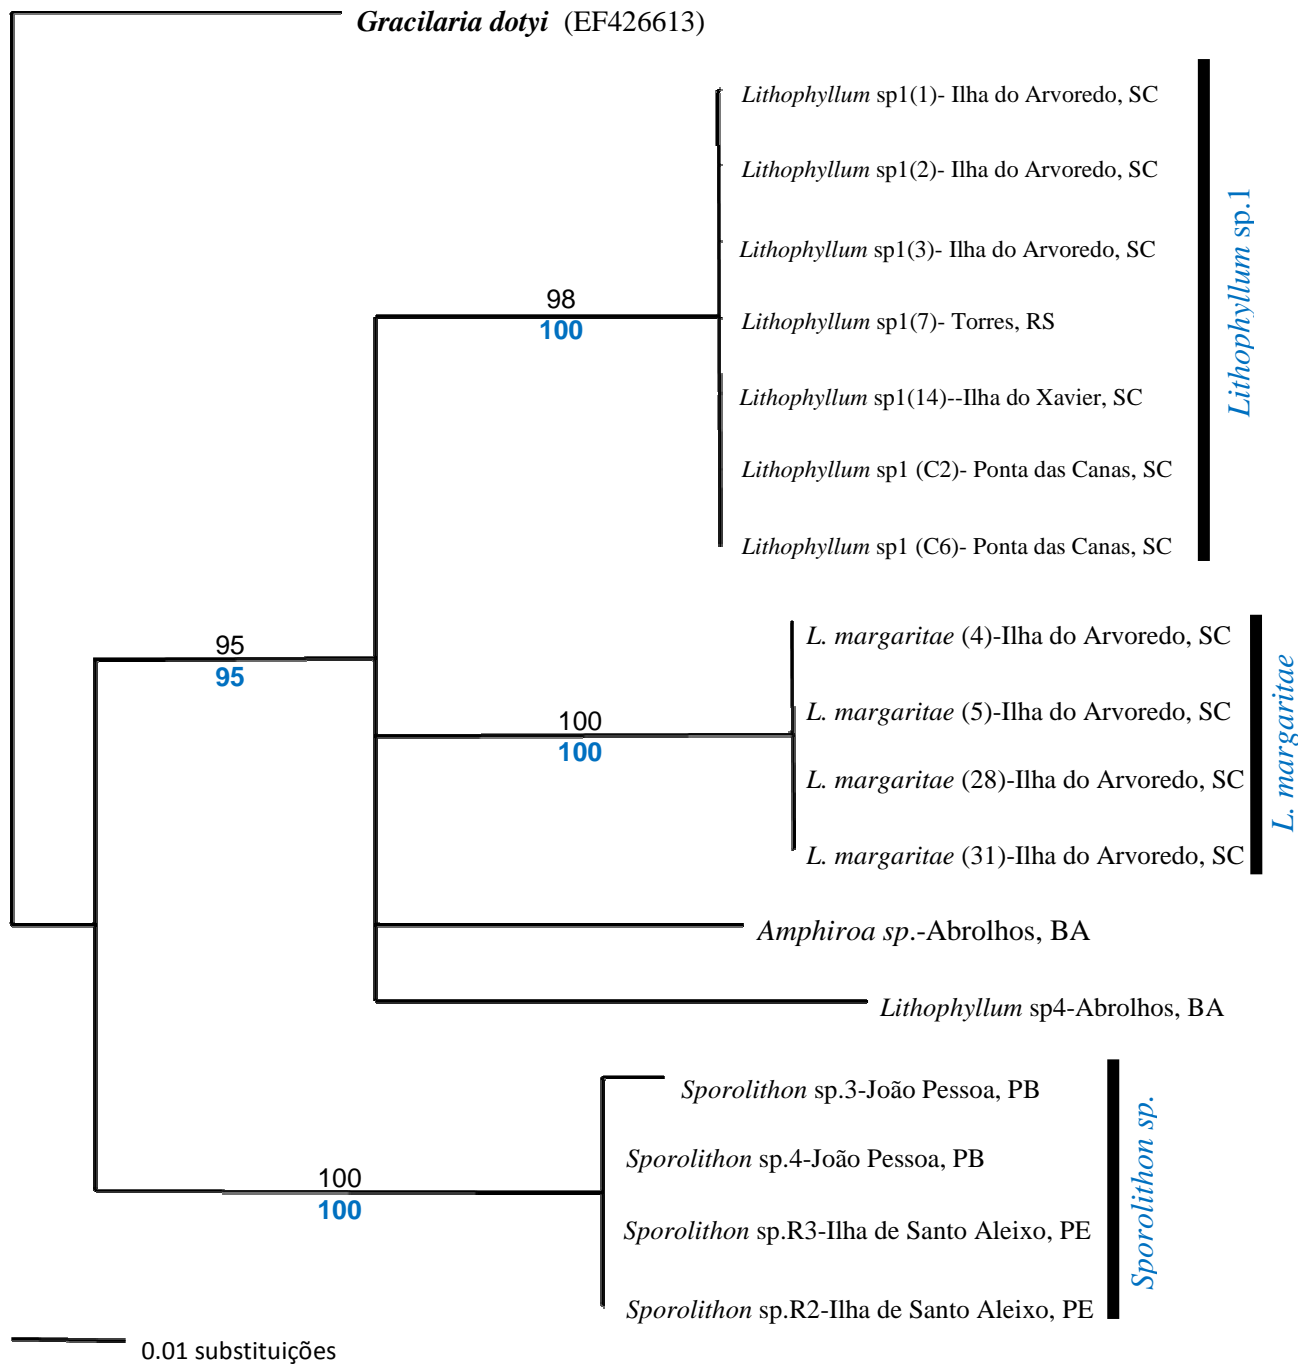 Gracilaria dotyi (EF426613)
Lithophyllum sp1(1)- Ilha do Arvoredo, SC
Lithophyllum sp1(2)- Ilha do Arvoredo, SC
Lithophyllum sp1(3)- Ilha do Arvoredo, SC
98
100
Lithophyllum sp1(7)- Torres, RS
Lithophyllum sp1(14)--Ilha do Xavier, SC
Lithophyllum sp1 (C2)- Ponta das Canas, SC
Lithophyllum sp1 (C6)- Ponta das Canas, SC
Lithophyllum sp.1
95
95
L. margaritae (4)-Ilha do Arvoredo, SC
L. margaritae (5)-Ilha do Arvoredo, SC
100
100
L. margaritae (28)-Ilha do Arvoredo, SC
L. margaritae (31)-Ilha do Arvoredo, SC
L. margaritae
Amphiroa sp.-Abrolhos, BA
Lithophyllum sp4-Abrolhos, BA
Sporolithon sp.3-João Pessoa, PB
Sporolithon sp.4-João Pessoa, PB
100
100
Sporolithon sp.R3-Ilha de Santo Aleixo, PE
Sporolithon sp.R2-Ilha de Santo Aleixo, PE
Sporolithon sp.
0.01 substituições